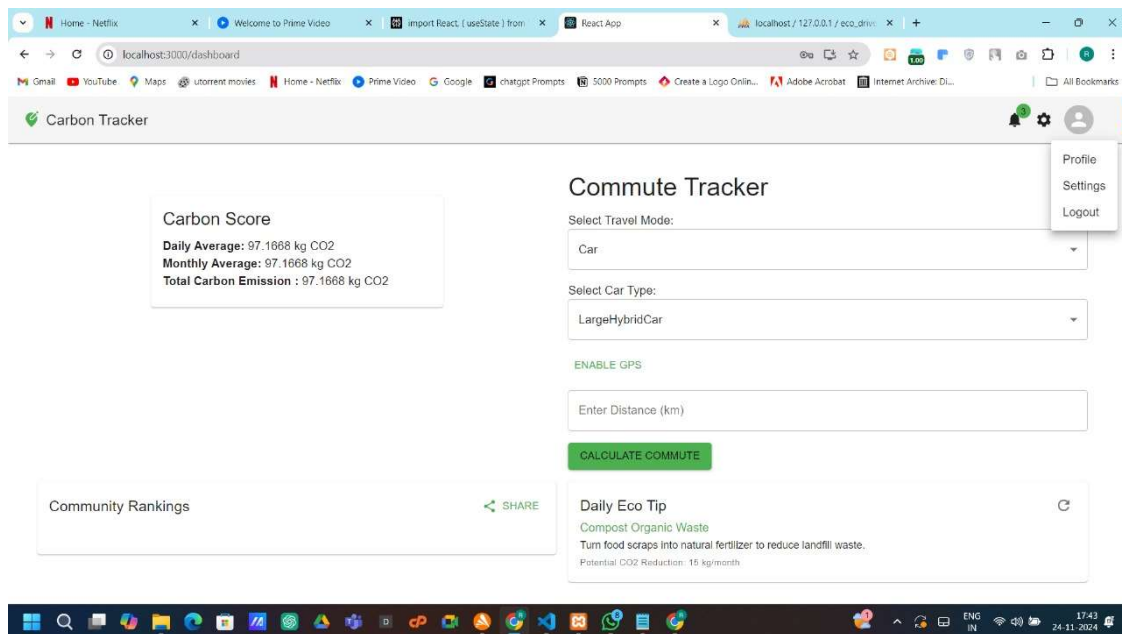 Home - Netflix
Welcome to Prime Video
import React, { useState } from
React App
localhost / 127.0.0.1 / eco_driv
localhost:3000/dashboard
1.00
R
Gmail
YouTube
Maps
utorrent movies
Home - Netflix
Prime Video
Google
chatgpt Prompts
5000 Prompts
Create a Logo Onlin...
Adobe Acrobat
Internet Archive: Di...
All Bookmarks
Carbon Tracker
3
Profile
Settings
Logout
Carbon Score
Daily Average: 97.1668 kg CO2
Monthly Average: 97.1668 kg CO2
Total Carbon Emission : 97.1668 kg CO2
Commute Tracker
Select Travel Mode:
Car
Select Car Type:
LargeHybridCar
ENABLE GPS
Enter Distance (km)
CALCULATE COMMUTE
Community Rankings
SHARE
Daily Eco Tip
Compost Organic Waste
Turn food scraps into natural fertilizer to reduce landfill waste.
Potential CO2 Reduction: 15 kg/month
ENG
IN
17:43
24-11-2024